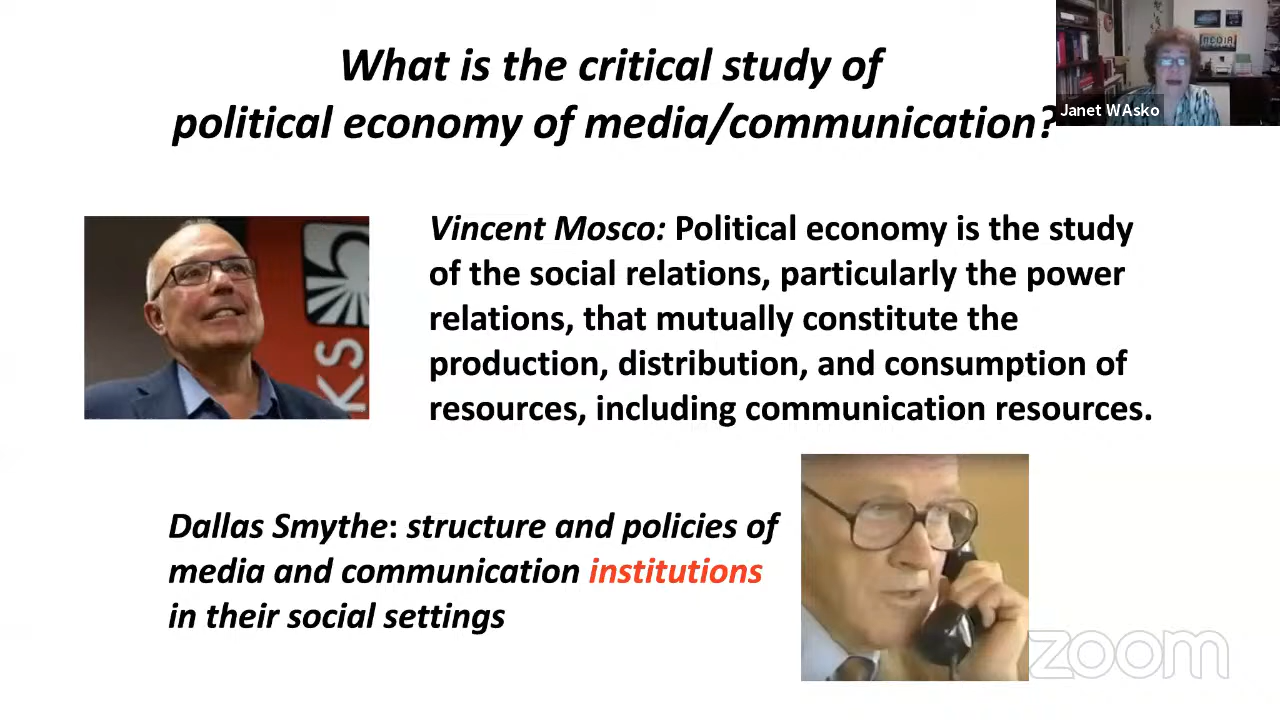 What is the critical study of
political economy of media/communication?
Janet WAsko
Vincent Mosco: Political economy is the study
of the social relations, particularly the power
relations, that mutually constitute the
production, distribution, and consumption of
resources, including communication resources.
KS
Dallas Smythe: structure and policies of
media and communication institutions
in their social settings
zoom